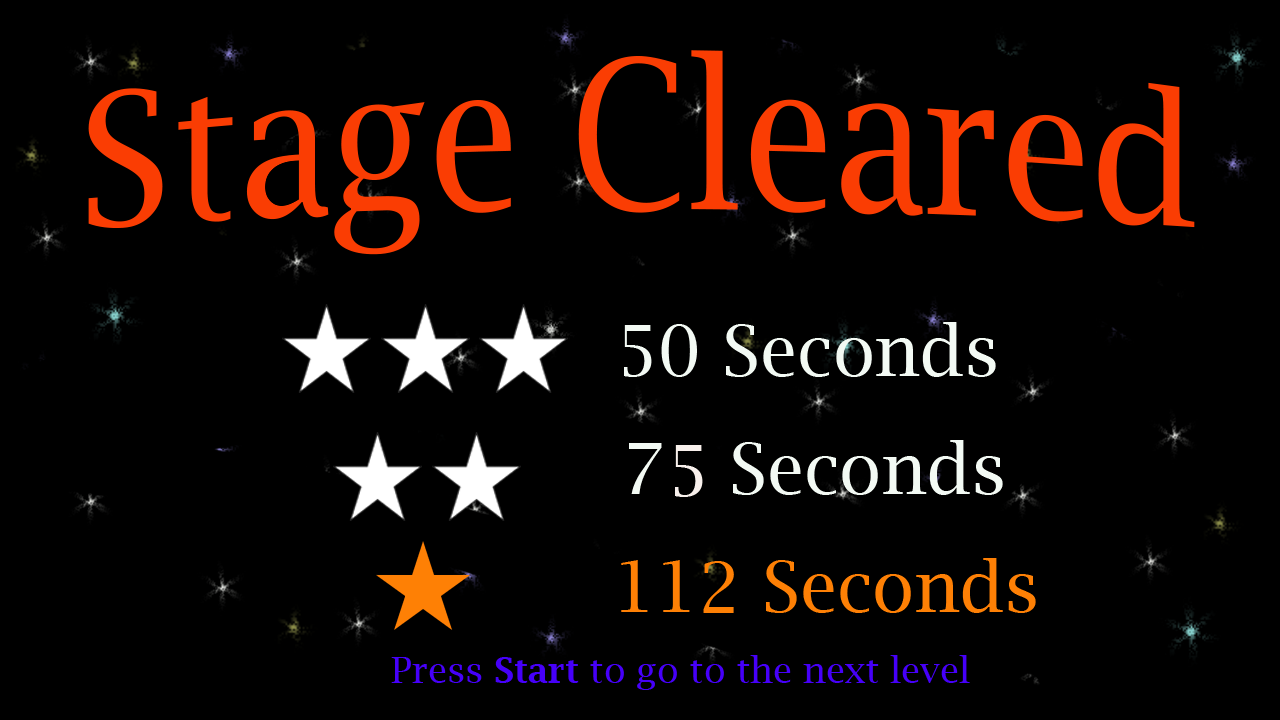 Stage Cleared
50 Seconds
75 Seconds
112 Seconds
Press Start to go to the next level